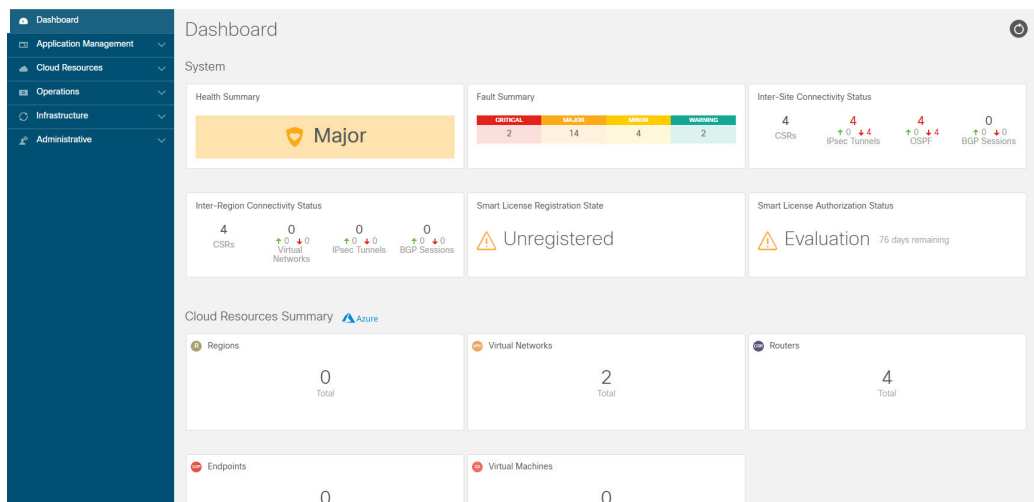 Dashboard
Application Management
Cloud Resources
Operations
Infrastructure
Administrative
Dashboard
System
Health Summary
Major
Fault Summary
CRITICAL MAJOR MINOR WARNING
2 14 4 2
Inter-Site Connectivity Status
4 4 4 0
CSRs ↑ 0 ↓ 4 ↑ 0 ↓ 4 ↑ 0 ↓ 0
IPsec Tunnels OSPF BGP Sessions
Inter-Region Connectivity Status
4 0 0 0
CSRs ↑ 0 ↓ 0 ↑ 0 ↓ 0 ↑ 0 ↓ 0
Virtual IPsec Tunnels BGP Sessions
Networks
Smart License Registration State
Unregistered
Smart License Authorization Status
Evaluation 76 days remaining
Cloud Resources Summary Azure
R Regions
0
Total
Virtual Networks
2
Total
CSR Routers
4
Total
Endpoints
0
Virtual Machines
0